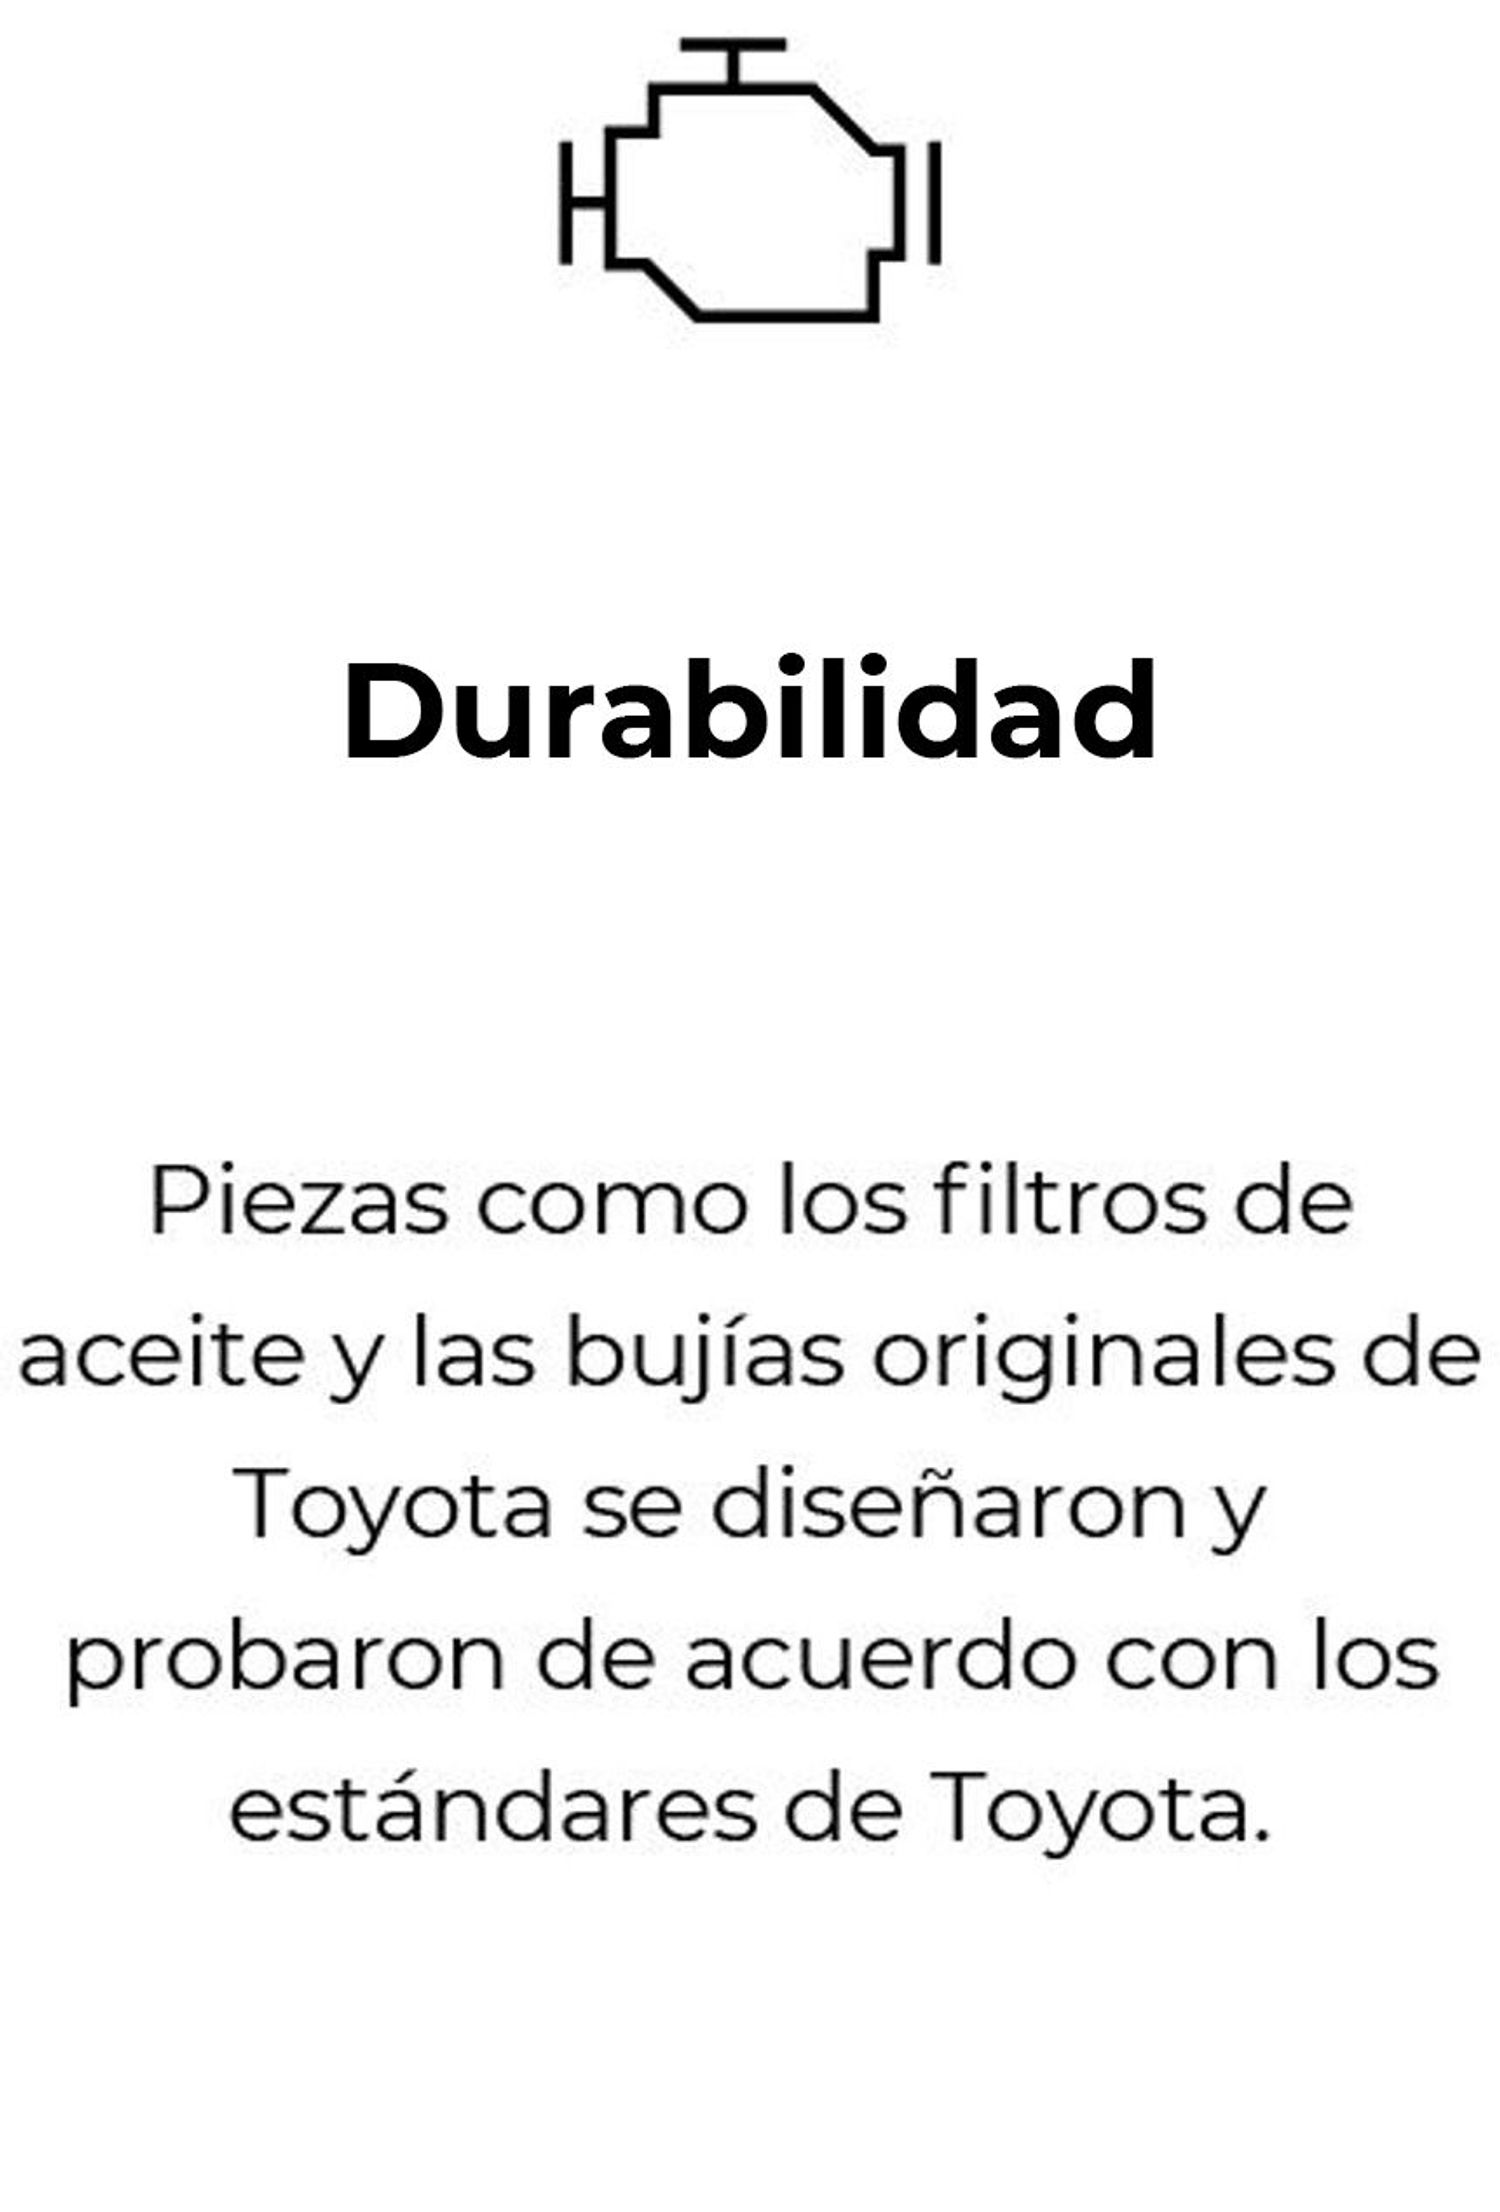 Durabilidad
Piezas como los filtros de
aceite y las bujías originales de
Toyota se diseñaron y
probaron de acuerdo con los
estándares de Toyota.